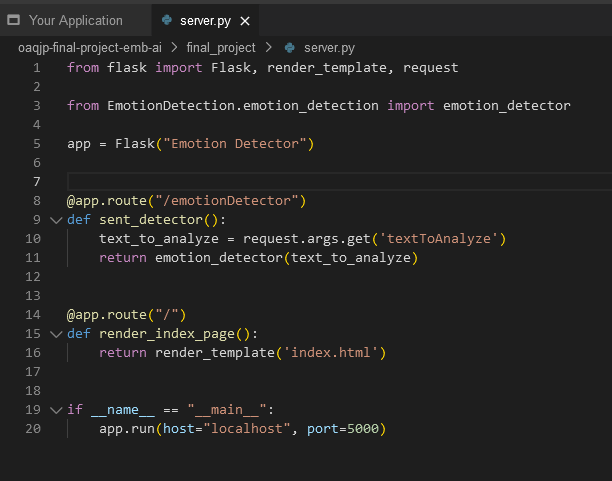 Your Application
server.py
oaqjp-final-project-emb-ai > final_project > server.py
1 from flask import Flask, render_template, request
2
3 from EmotionDetection.emotion_detection import emotion_detector
4
5 app = Flask("Emotion Detector")
6
7
8 @app.route("/emotionDetector")
9 def sent_detector():
10     text_to_analyze = request.args.get('textToAnalyze')
11     return emotion_detector(text_to_analyze)
12
13
14 @app.route("/")
15 def render_index_page():
16     return render_template('index.html')
17
18
19 if __name__ == "__main__":
20     app.run(host="localhost", port=5000)